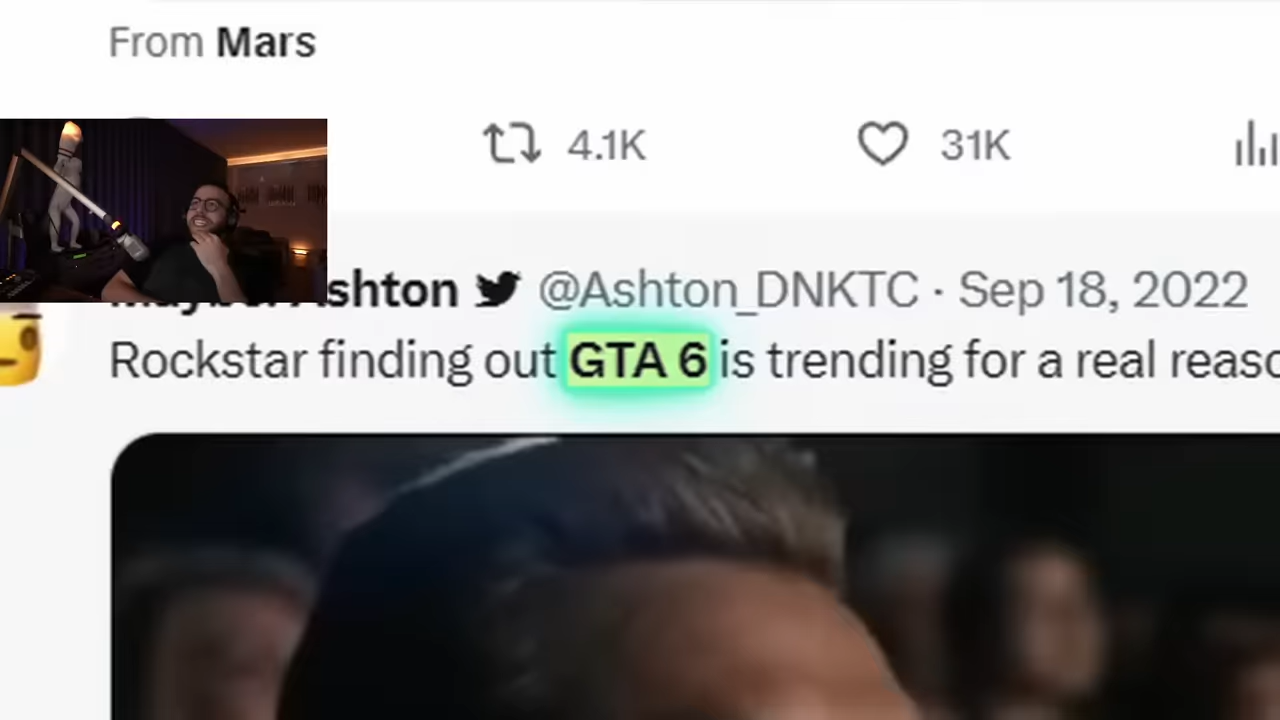 From Mars
4.1K 31K
shton @Ashton_DNKTC · Sep 18, 2022
Rockstar finding out GTA 6 is trending for a real reaso